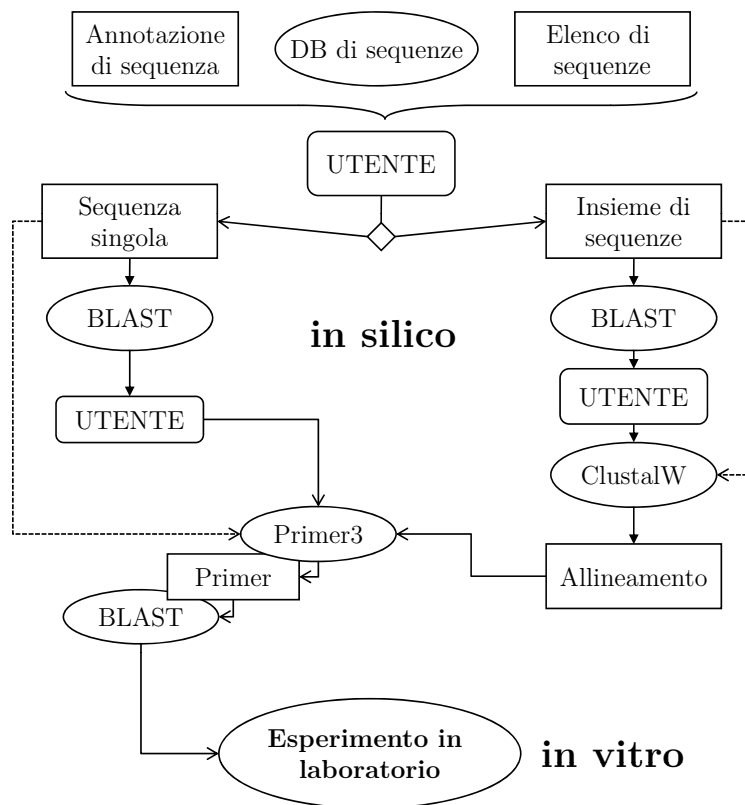 Annotazione
di sequenza
DB di sequenze
Elenco di
sequenze
UTENTE
Sequenza
singola
Insieme di
sequenze
BLAST
BLAST
in silico
UTENTE
UTENTE
ClustalW
Primer3
Primer
Allineamento
BLAST
Esperimento in
laboratorio
in vitro